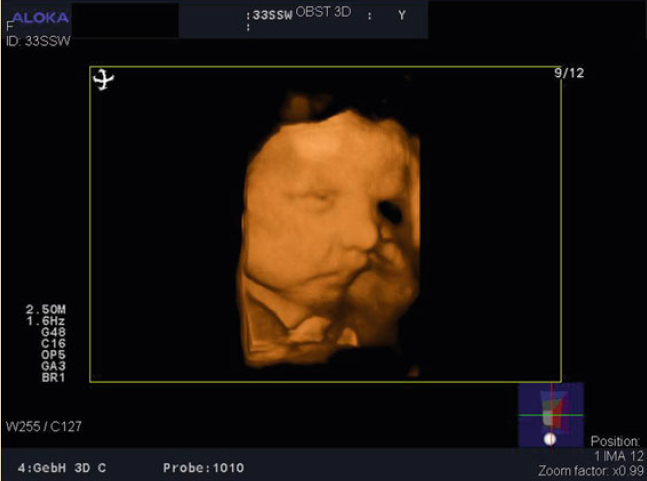 ALOKA
F
ID: 33SSW
:33SSW OBST 3D : Y
:
9/12
2.50M
1.6Hz
G48
C16
OP5
GA3
BR1
W255 / C127
4:GebH 3D C Probe:1010
Position:
1 IMA 12
Zoom factor: x0.99